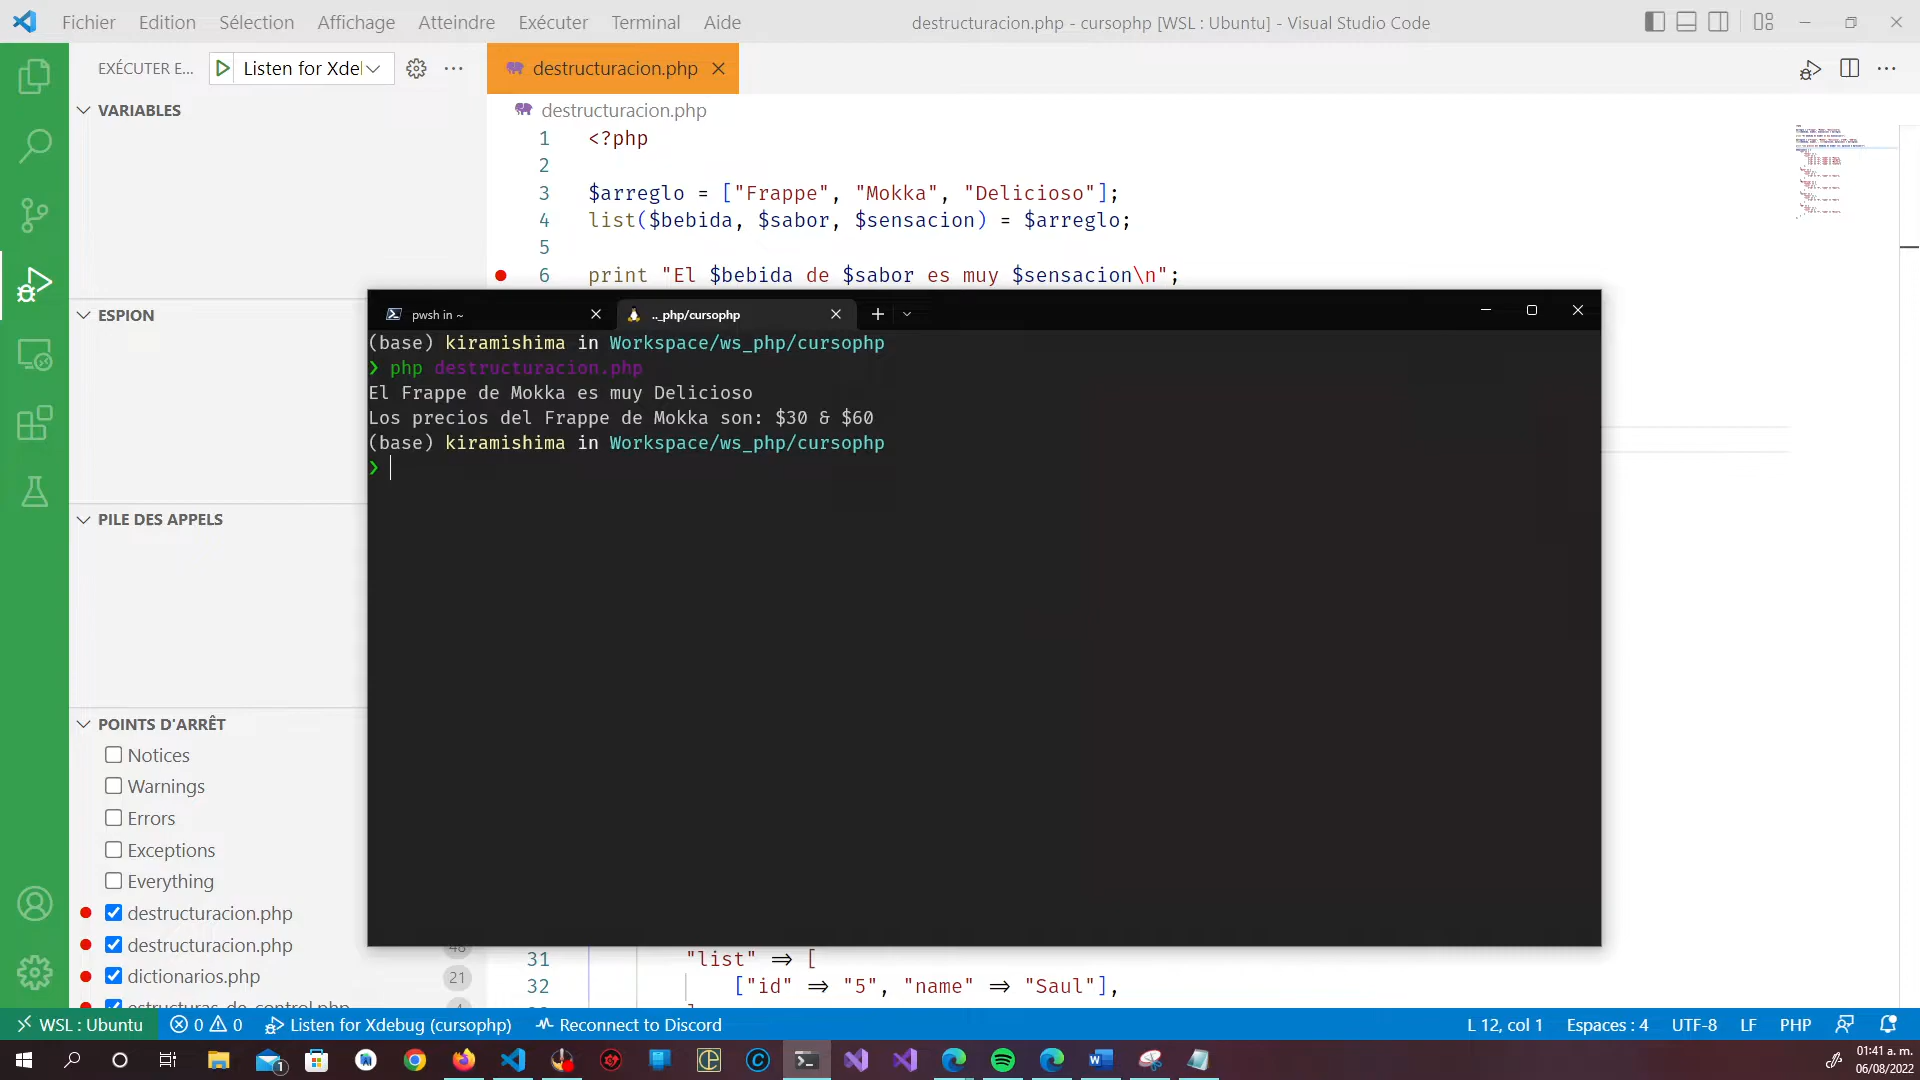 Fichier Edition Sélection Affichage Atteindre Exécuter Terminal Aide
destructuracion.php - cursophp [WSL : Ubuntu] - Visual Studio Code
EXÉCUTER E...
Listen for Xdel
destructuracion.php
VARIABLES
destructuracion.php
1 <?php
2
3 $arreglo = ["Frappe", "Mokka", "Delicioso"];
4 list($bebida, $sabor, $sensacion) = $arreglo;
5
6 print "El $bebida de $sabor es muy $sensacion\n";
ESPION
pwsh in ~
.._php/cursophp
(base) kiramishima in Workspace/ws_php/cursophp
❯ php destructuracion.php
El Frappe de Mokka es muy Delicioso
Los precios del Frappe de Mokka son: $30 & $60
(base) kiramishima in Workspace/ws_php/cursophp
❯
PILE DES APPELS
POINTS D'ARRÊT
Notices
Warnings
Errors
Exceptions
Everything
destructuracion.php
destructuracion.php 48
dictionarios.php 21
estructuras_de_control.php
31 "list" => [
32 ["id" => "5", "name" => "Saul"],
WSL : Ubuntu 0 0 Listen for Xdebug (cursophp) Reconnect to Discord
L 12, col 1 Espaces : 4 UTF-8 LF PHP
1
01:41 a. m.
06/08/2022